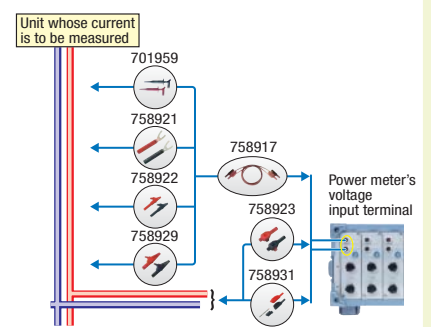 Unit whose current
is to be measured
701959
758921
758917
758922
Power meter's
voltage
input terminal
758923
758929
758931